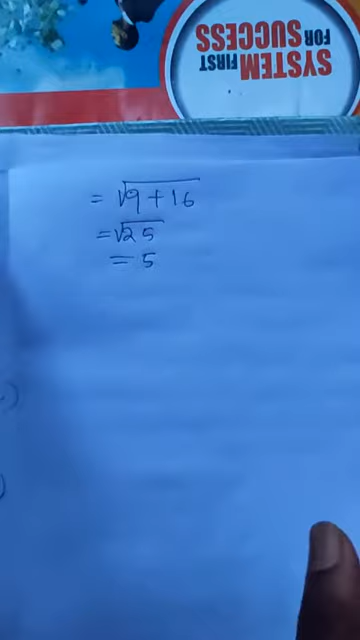 SYSTEM FIRST
FOR SUCCESS
= √9 + 16
= √25
= 5